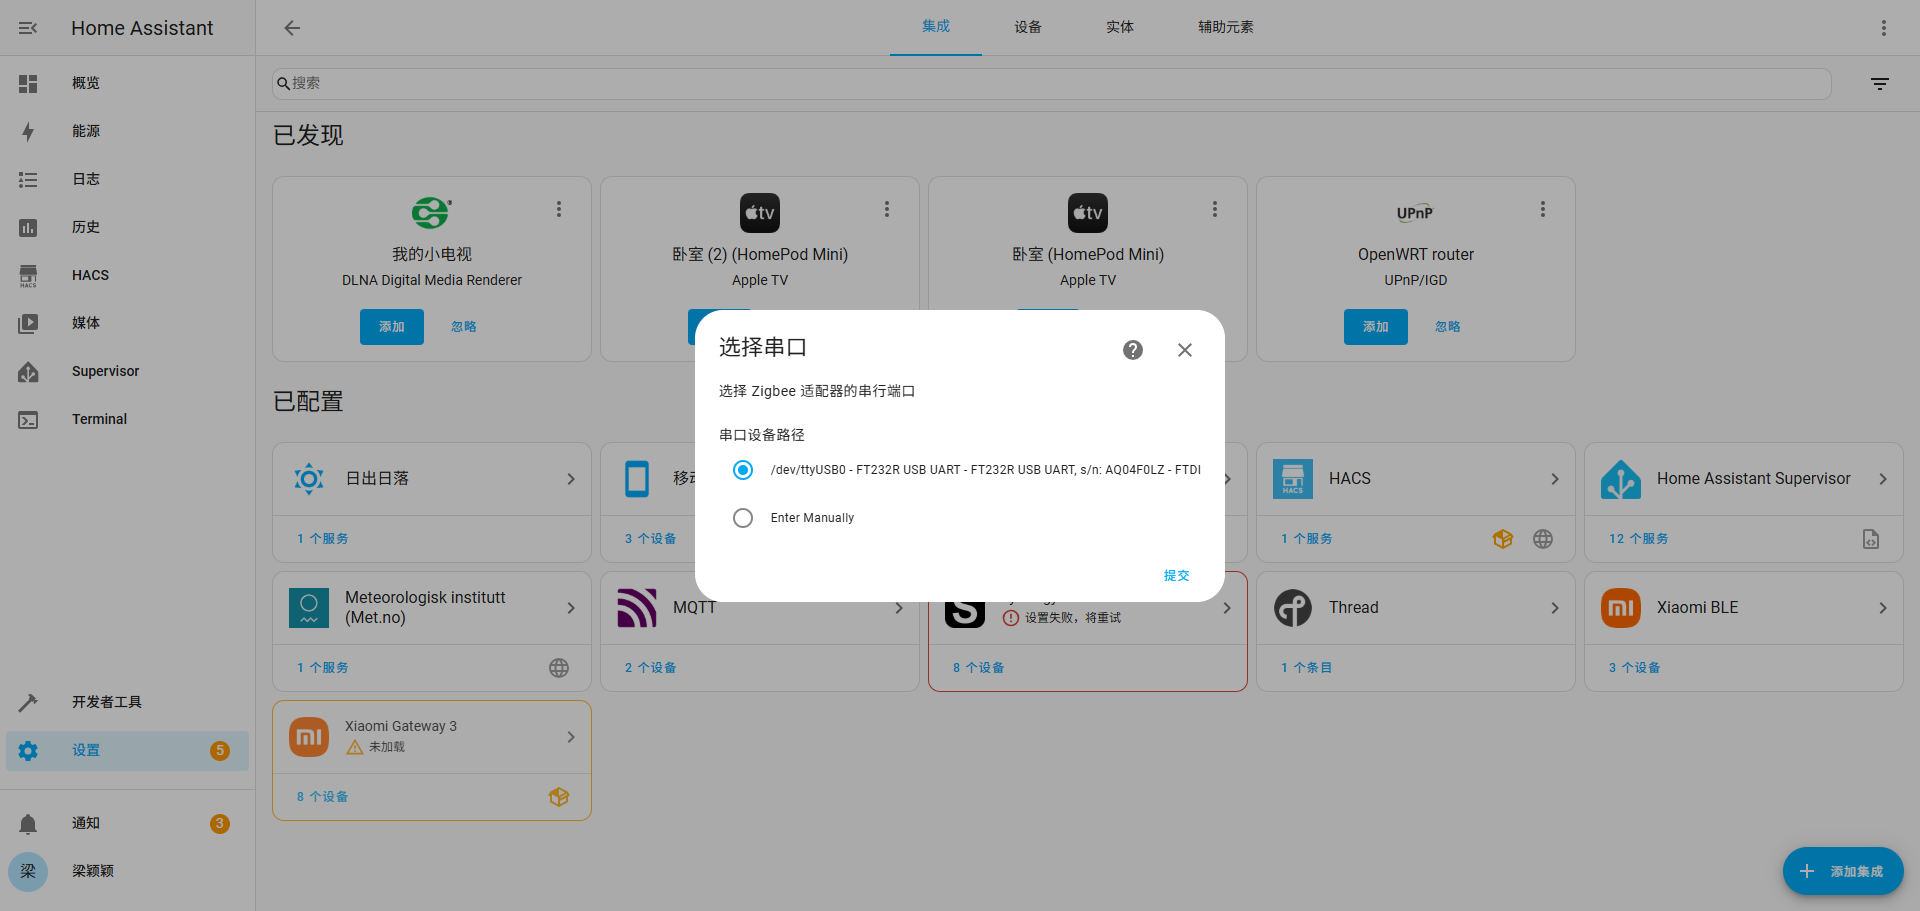 Home Assistant
集成
设备
实体
辅助元素
概览
能源
日志
历史
HACS
HACS
媒体
Supervisor
Terminal
开发者工具
设置
5
通知
3
梁
梁颖颖
搜索
已发现
我的小电视
DLNA Digital Media Renderer
添加
忽略
tv
卧室 (2) (HomePod Mini)
Apple TV
tv
卧室 (HomePod Mini)
Apple TV
UPnP
OpenWRT router
UPnP/IGD
添加
忽略
选择串口
选择 Zigbee 适配器的串行端口
串口设备路径
/dev/ttyUSB0 - FT232R USB UART - FT232R USB UART, s/n: AQ04F0LZ - FTDI
Enter Manually
提交
已配置
日出日落
1 个服务
3 个设备
HACS
HACS
1 个服务
Home Assistant Supervisor
12 个服务
Meteorologisk institutt
(Met.no)
1 个服务
MQTT
2 个设备
S
设置失败，将重试
8 个设备
Thread
1 个条目
mi
Xiaomi BLE
3 个设备
mi
Xiaomi Gateway 3
未加载
8 个设备
添加集成